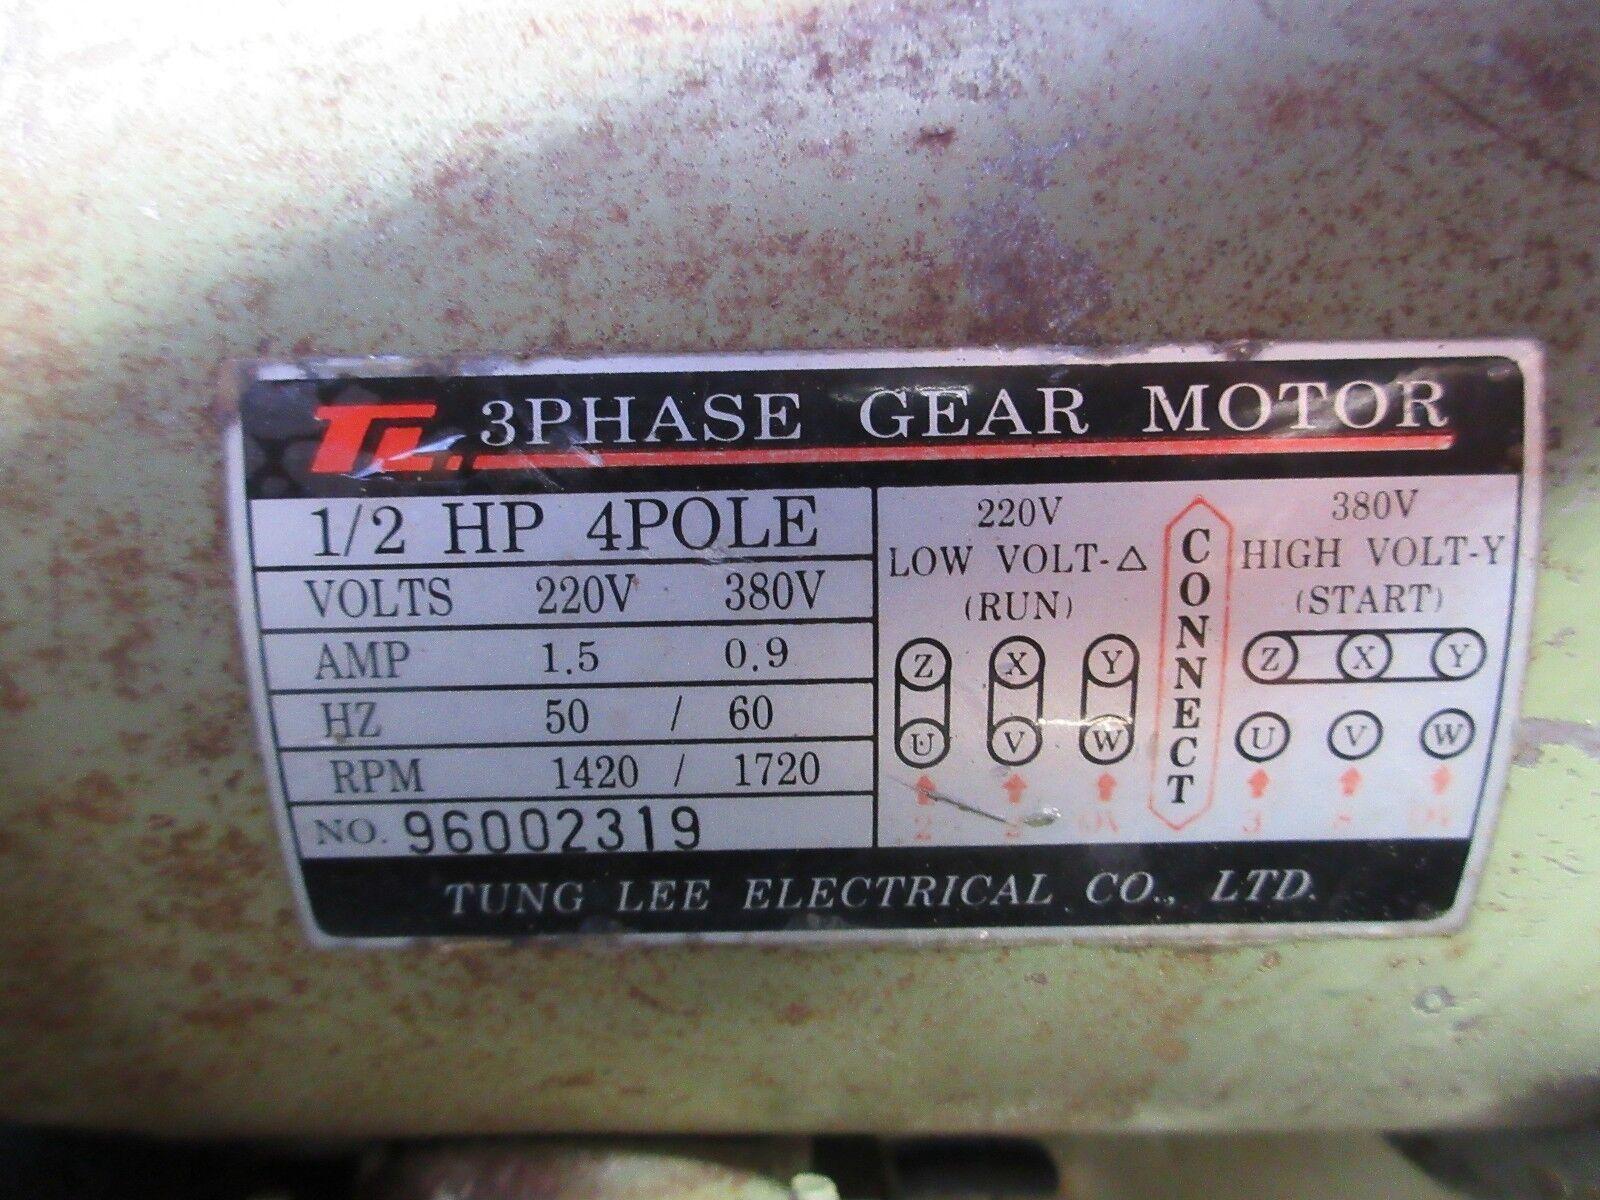 TL. 3PHASE GEAR MOTOR
1/2 HP 4POLE
VOLTS 220V 380V
AMP 1.5 0.9
HZ 50 / 60
RPM 1420 / 1720
NO. 96002319
220V
LOW VOLT-△
(RUN)
Z X Y
U V W
CONNECT
380V
HIGH VOLT-Y
(START)
Z X Y
U V W
TUNG LEE ELECTRICAL CO., LTD.